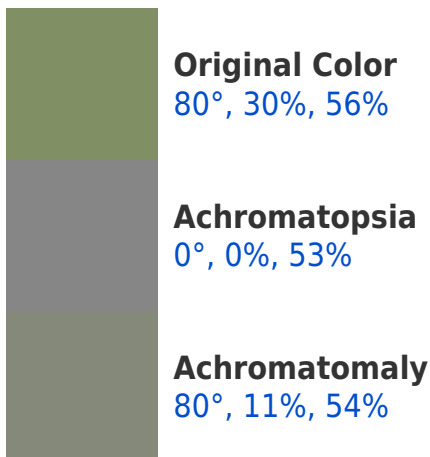 Original Color
80°, 30%, 56%
Achromatopsia
0°, 0%, 53%
Achromatomaly
80°, 11%, 54%